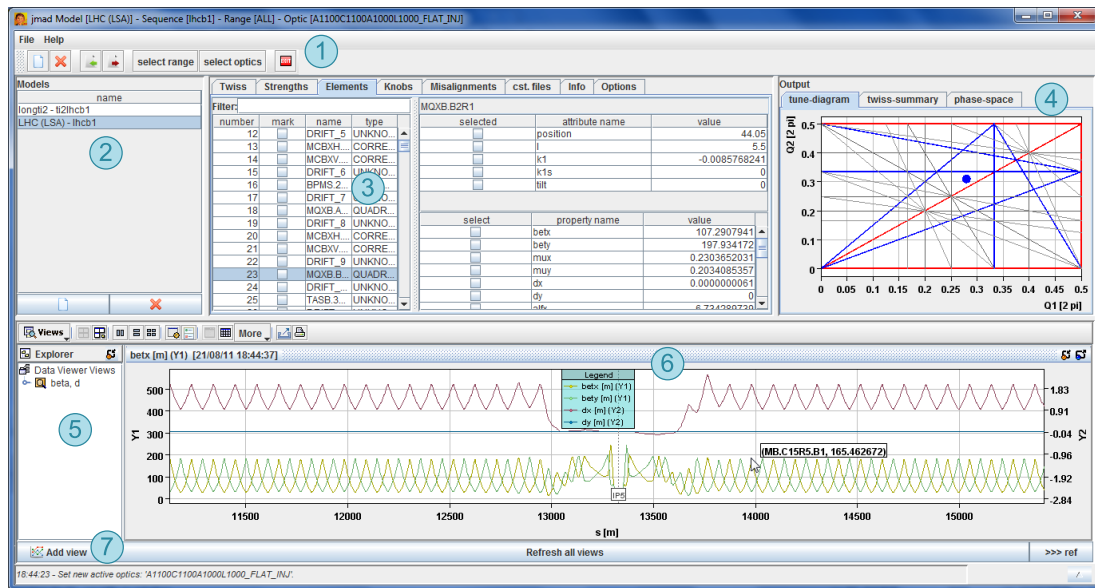 jmad Model [LHC (LSA)] - Sequence [lhcb1] - Range [ALL] - Optic [A1100C1100A1000L1000_FLAT_INJ]
File Help
select range select optics EXIT
1
Models
name
longti2 - ti2lhcb1
LHC (LSA) - lhcb1
2
Twiss Strengths Elements Knobs Misalignments cst. files Info Options
Filter:
number mark name type
12 DRIFT_5 UNKNO...
13 MCBXH.... CORRE...
14 MCBXV.... CORRE...
15 DRIFT_6 UNKNO...
16 BPMS.2... UNKNO...
17 DRIFT_7 UNKNO...
18 MQXB.A... QUADR...
19 DRIFT_8 UNKNO...
20 MCBXH.... CORRE...
21 MCBXV.... CORRE...
22 DRIFT_9 UNKNO...
23 MQXB.B... QUADR...
24 DRIFT_... UNKNO...
25 TASB.3... UNKNO...
3
MQXB.B2R1
selected attribute name value
position 44.05
l 5.5
k1 -0.0085768241
k1s 0
tilt 0
select property name value
betx 107.2907941
bety 197.934172
mux 0.2303652031
muy 0.2034085357
dx 0.0000000061
dy 0
alfx 6.734289739
Output
4
tune-diagram twiss-summary phase-space
Q2 [2 pi]
0.5
0.4
0.3
0.2
0.1
0
0 0.05 0.1 0.15 0.2 0.25 0.3 0.35 0.4 0.45 0.5
Q1 [2 pi]
Views More
Explorer
Data Viewer Views
beta, d
5
betx [m] (Y1) [21/08/11 18:44:37]
6
Legend
betx [m] (Y1)
bety [m] (Y1)
dx [m] (Y2)
dy [m] (Y2)
Y1
500
400
300
200
100
0
1.83
0.91
-0.04
-0.96
-1.92
-2.84
Y2
(MB.C15R5.B1, 165.462672)
IP5
11500 12000 12500 13000 13500 14000 14500 15000
s [m]
7
Add view Refresh all views >>> ref
18:44:23 - Set new active optics: 'A1100C1100A1000L1000_FLAT_INJ'.